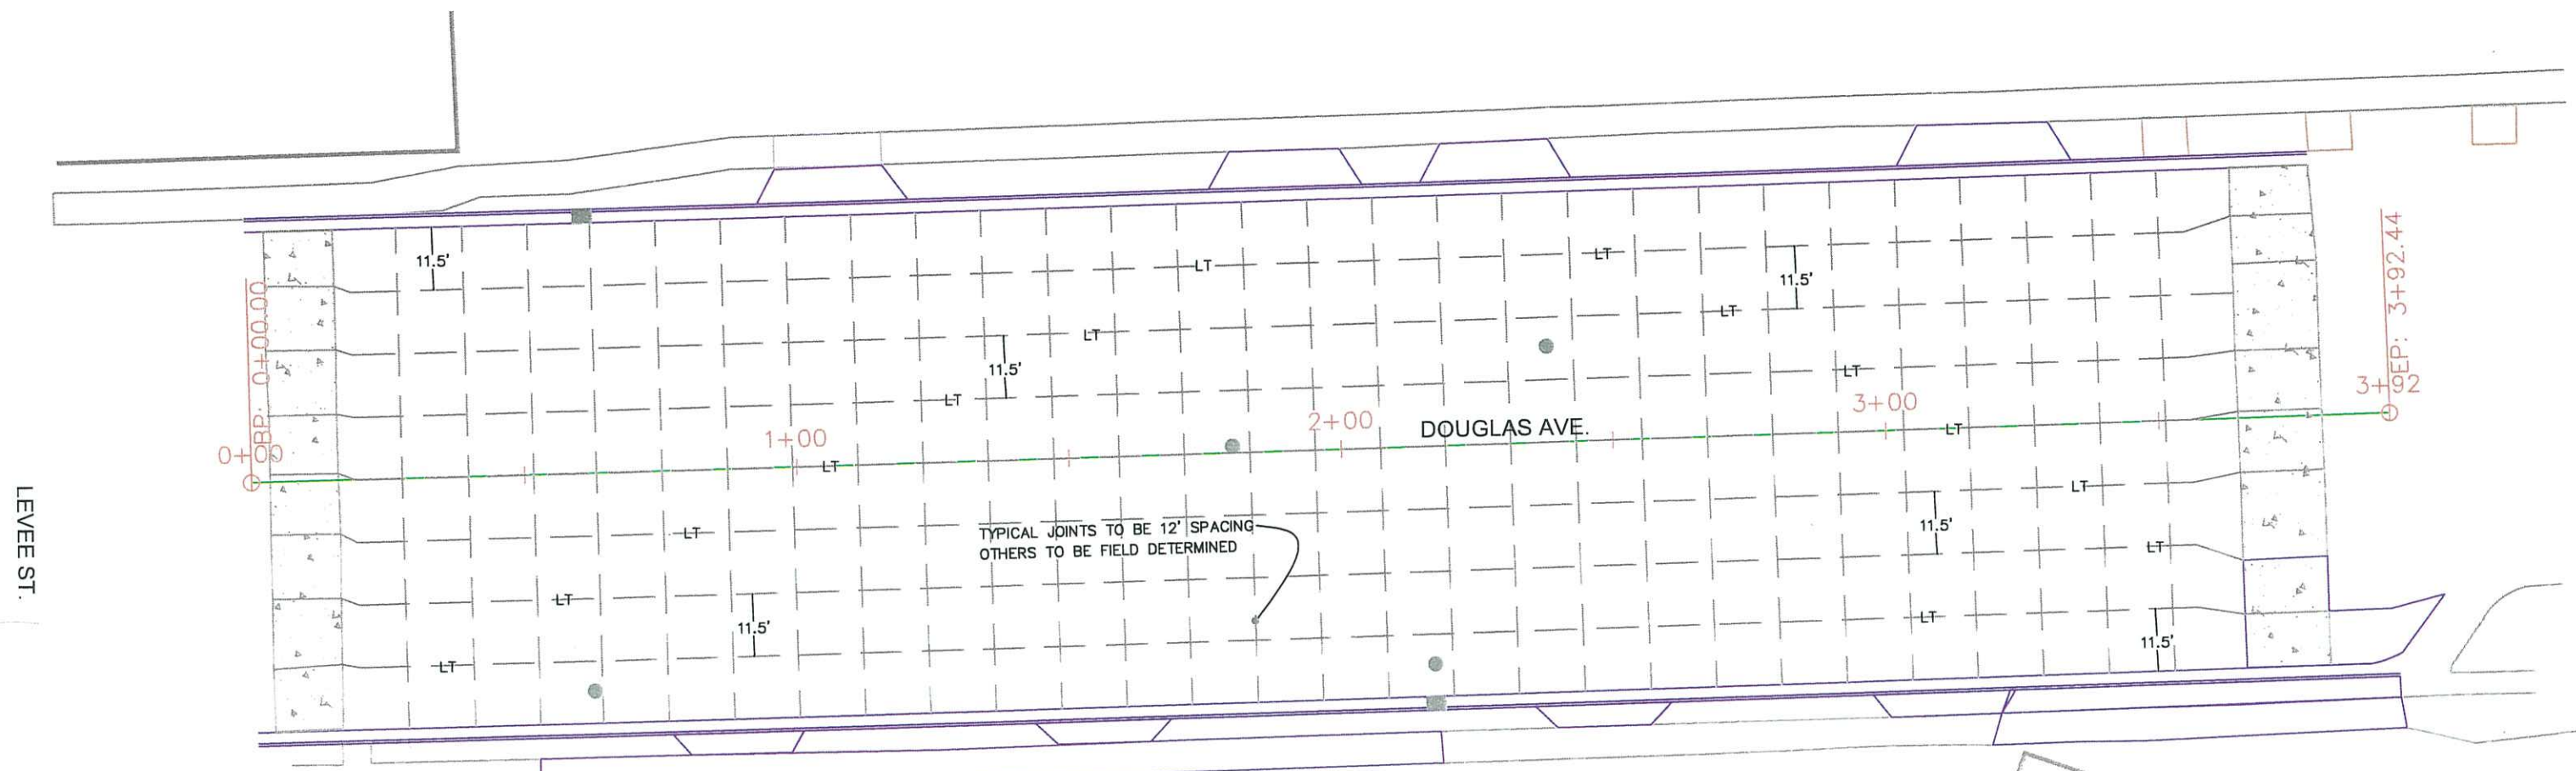 11.5'
LT
LT
11.5'
LT
LT
11.5'
LT
LT
BP: 0+00.00
EP: 3+92.44
3+92
3+00
2+00
DOUGLAS AVE.
1+00
0+00
LT
LT
LT
LEVEE ST.
LT
TYPICAL JOINTS TO BE 12' SPACING
OTHERS TO BE FIELD DETERMINED
11.5'
LT
LT
11.5'
LT
LT
11.5'